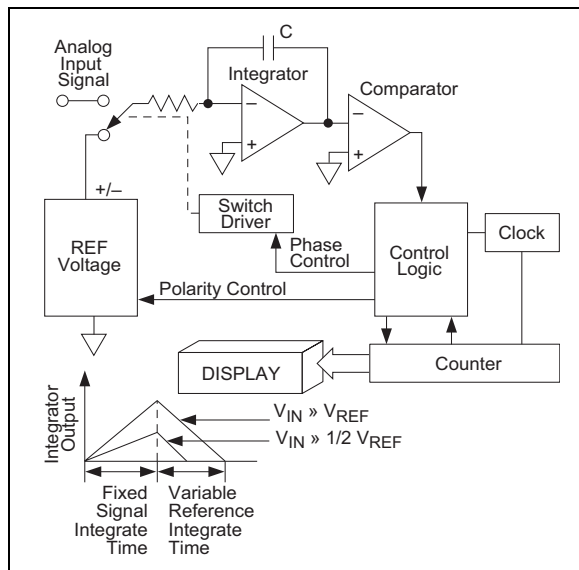 Analog
Input
Signal
C
Integrator
Comparator
–
+
–
+
+/–
REF
Voltage
Switch
Driver
Phase
Control
Control
Logic
Clock
Polarity Control
DISPLAY
Counter
Integrator
Output
V_IN » V_REF
V_IN » 1/2 V_REF
Fixed
Signal
Integrate
Time
Variable
Reference
Integrate
Time